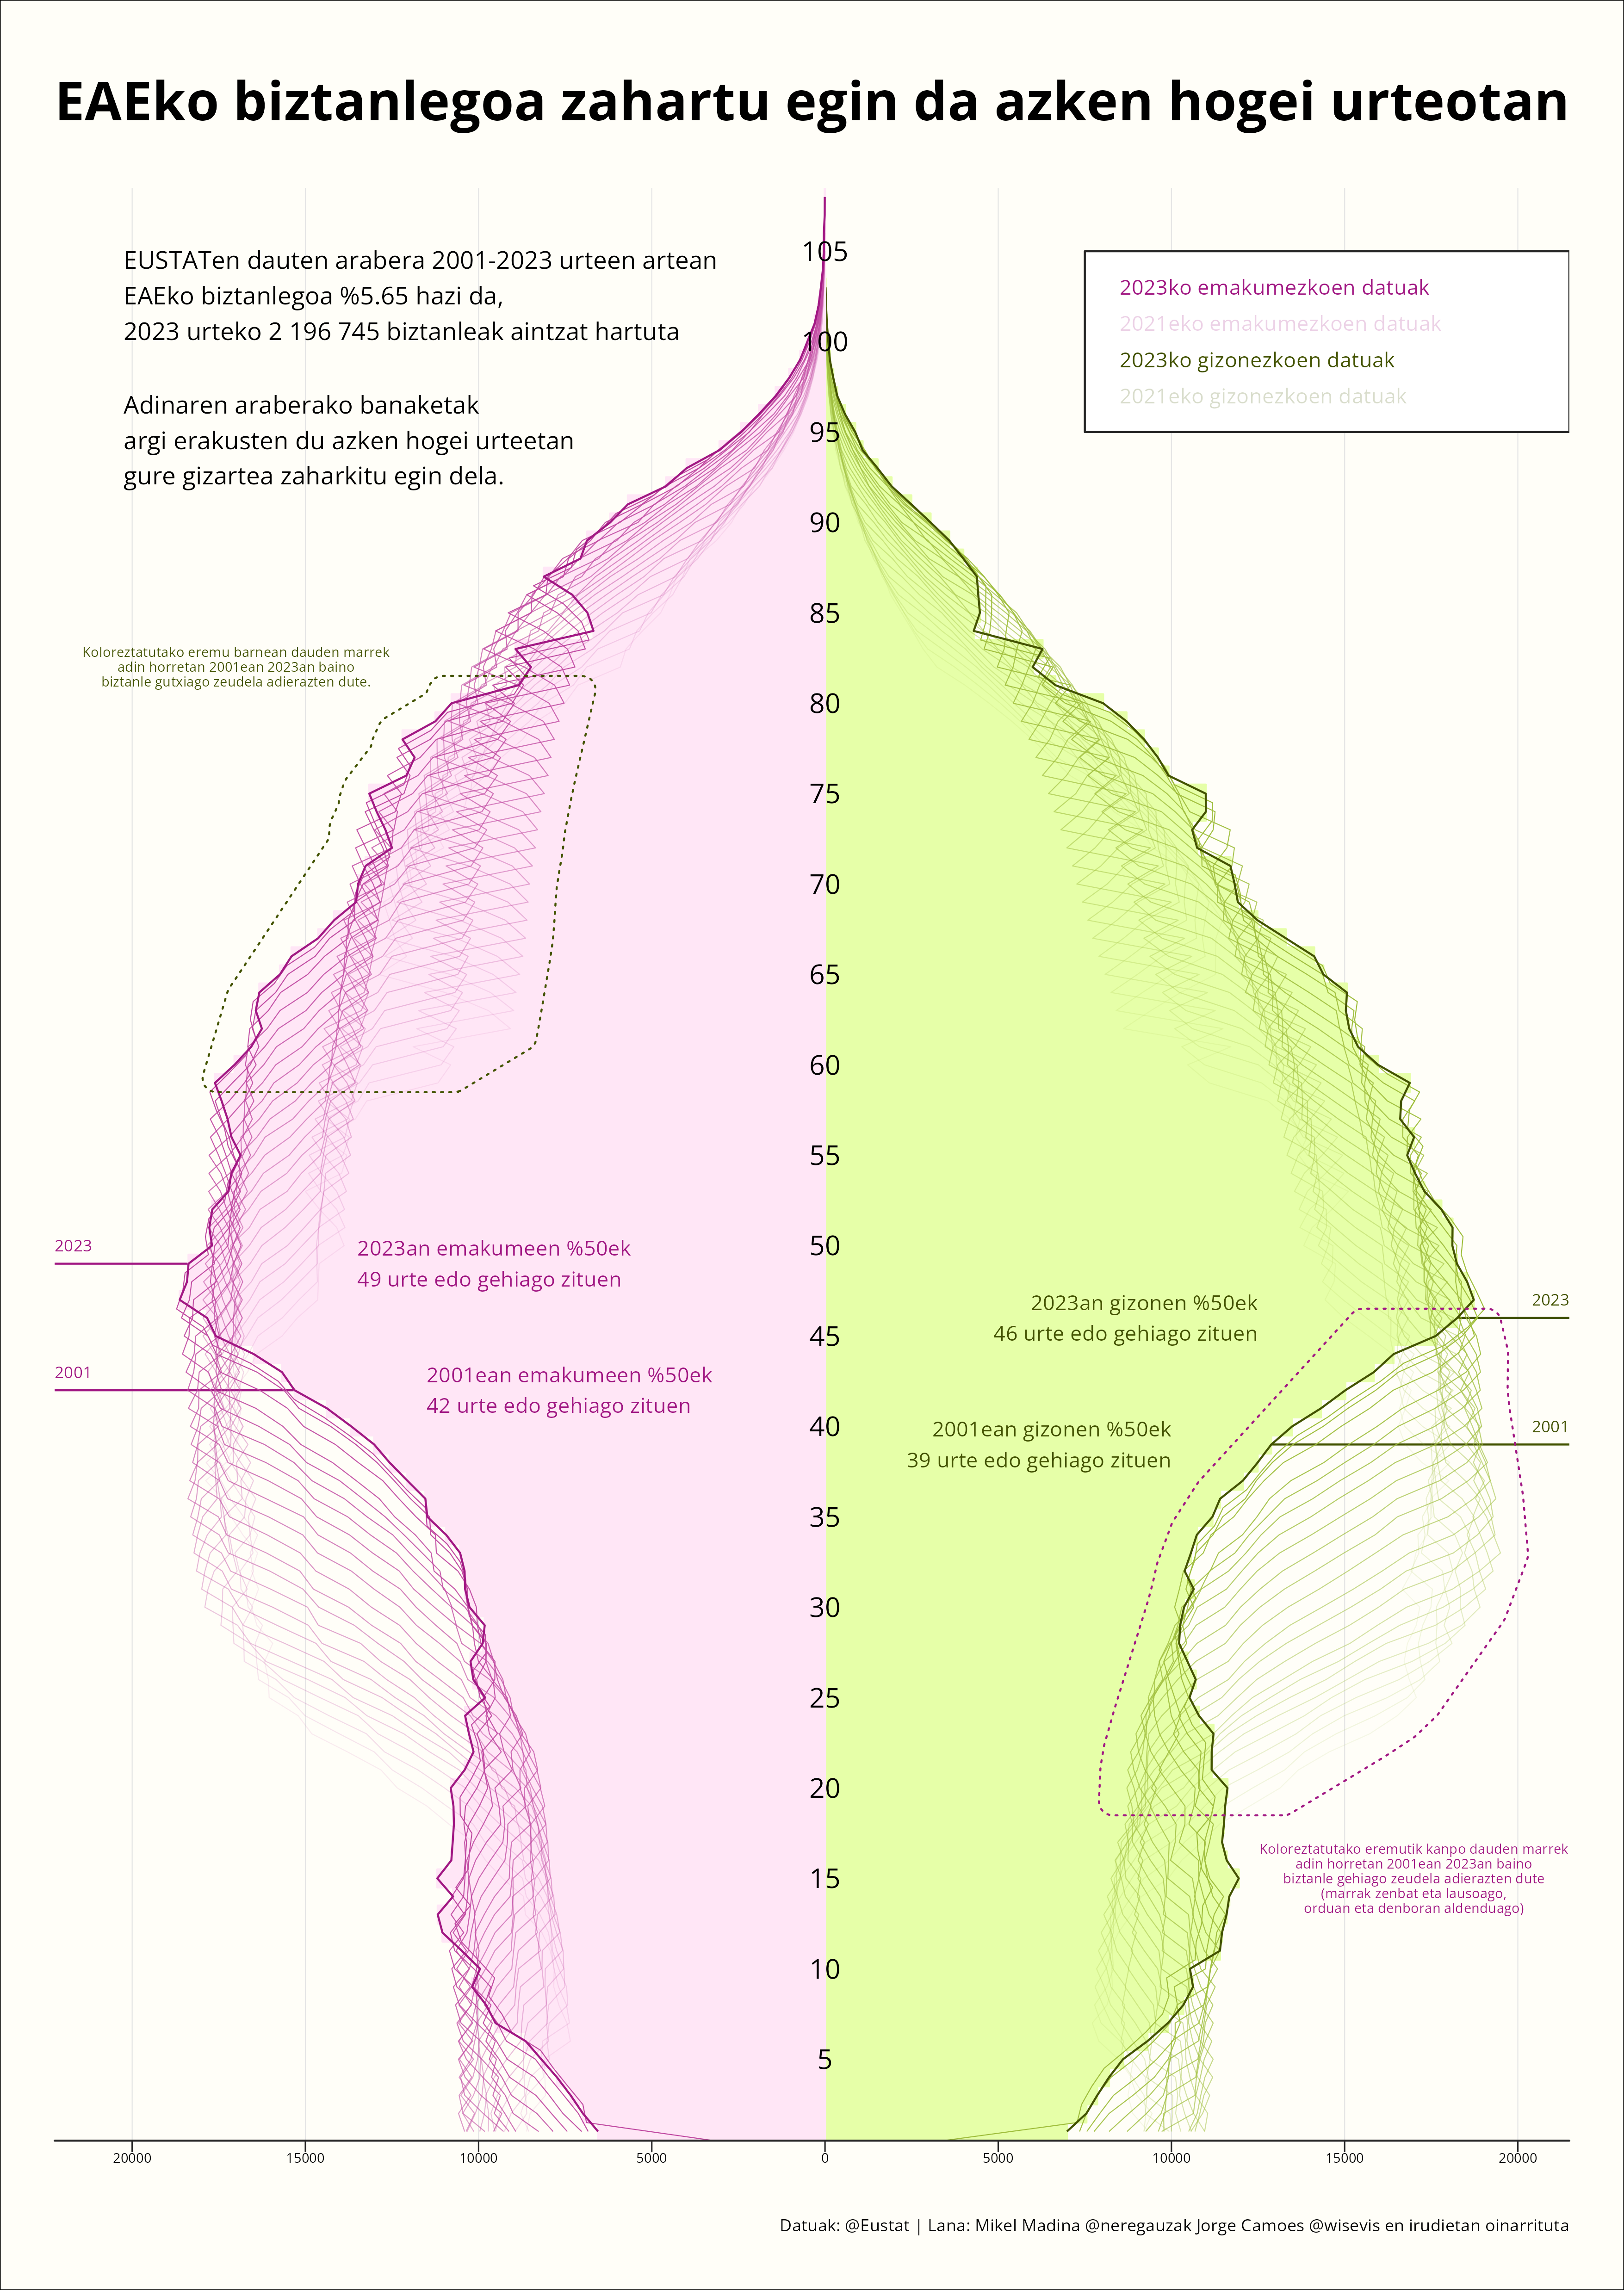 EAEko biztanlegoa zahartu egin da azken hogei urteotan
EUSTATen dauten arabera 2001-2023 urteen artean
EAEko biztanlegoa %5.65 hazi da,
2023 urteko 2 196 745 biztanleak aintzat hartuta
Adinaren araberako banaketak
argi erakusten du azken hogei urteetan
gure gizartea zaharkitu egin dela.
2023ko emakumezkoen datuak
2021eko emakumezkoen datuak
2023ko gizonezkoen datuak
2021eko gizonezkoen datuak
105
100
95
90
85
Koloreztatutako eremu barnean dauden marrek
adin horretan 2001ean 2023an baino
biztanle gutxiago zeudela adierazten dute.
80
75
70
65
60
55
50
2023
2023an emakumeen %50ek
49 urte edo gehiago zituen
2023an gizonen %50ek
46 urte edo gehiago zituen
2023
45
2001
2001ean emakumeen %50ek
42 urte edo gehiago zituen
40
2001ean gizonen %50ek
39 urte edo gehiago zituen
2001
35
30
25
20
Koloreztatutako eremutik kanpo dauden marrek
adin horretan 2001ean 2023an baino
biztanle gehiago zeudela adierazten dute
(marrak zenbat eta lausoago,
orduan eta denboran aldenduago)
15
10
5
20000 15000 10000 5000 0 5000 10000 15000 20000
Datuak: @Eustat | Lana: Mikel Madina @neregauzak Jorge Camoes @wisevis en irudietan oinarrituta